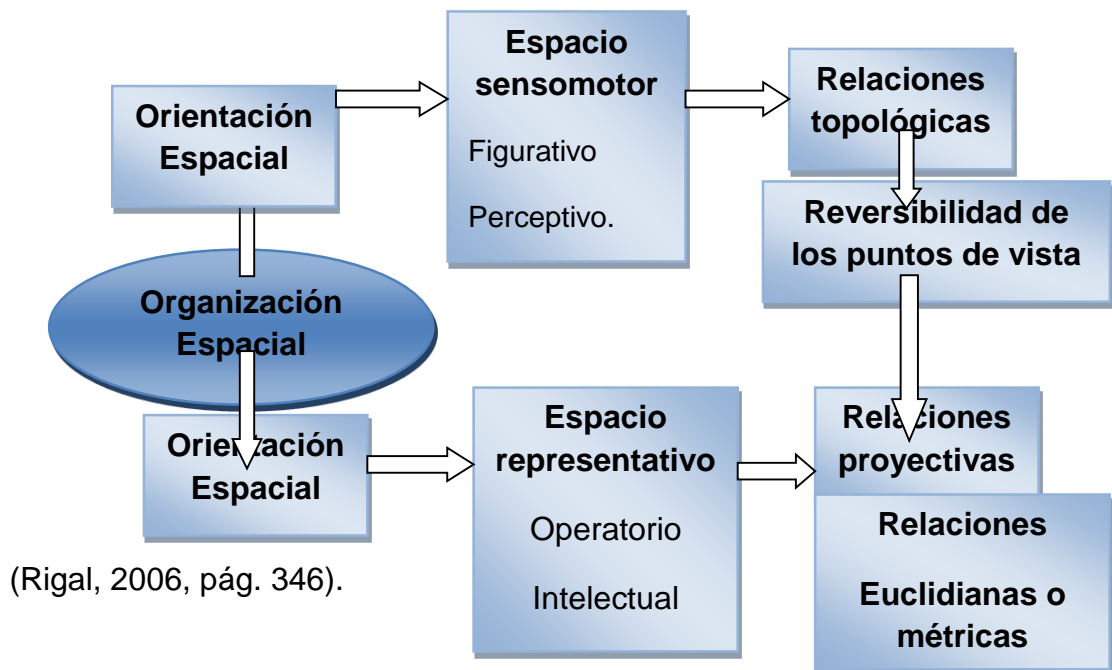 Orientación
Espacial
Espacio
sensomotor
Figurativo
Perceptivo.
Relaciones
topológicas
Reversibilidad de
los puntos de vista
Organización
Espacial
Orientación
Espacial
Espacio
representativo
Operatorio
Intelectual
Relaciones
proyectivas
Relaciones
Euclidianas o
métricas
(Rigal, 2006, pág. 346).